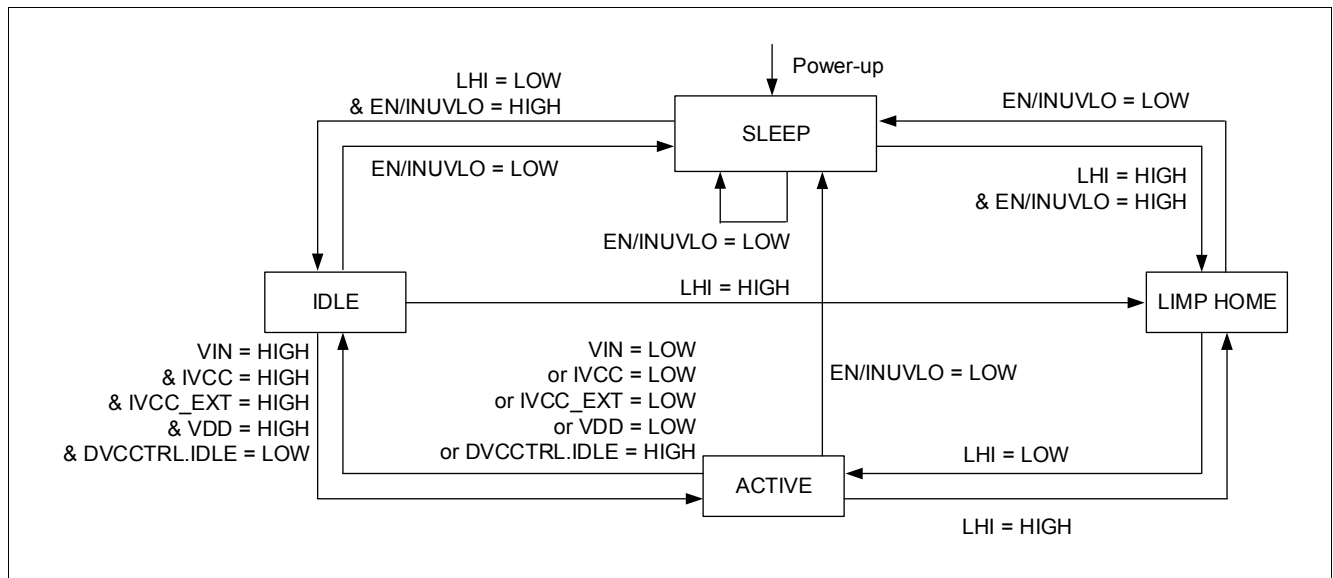 Power-up
LHI = LOW
& EN/INUVLO = HIGH
EN/INUVLO = LOW
SLEEP
EN/INUVLO = LOW
LHI = HIGH
& EN/INUVLO = HIGH
EN/INUVLO = LOW
IDLE
LHI = HIGH
LIMP HOME
VIN = HIGH
& IVCC = HIGH
& IVCC_EXT = HIGH
& VDD = HIGH
& DVCCTRL.IDLE = LOW
VIN = LOW
or IVCC = LOW
or IVCC_EXT = LOW
or VDD = LOW
or DVCCTRL.IDLE = HIGH
EN/INUVLO = LOW
LHI = LOW
ACTIVE
LHI = HIGH